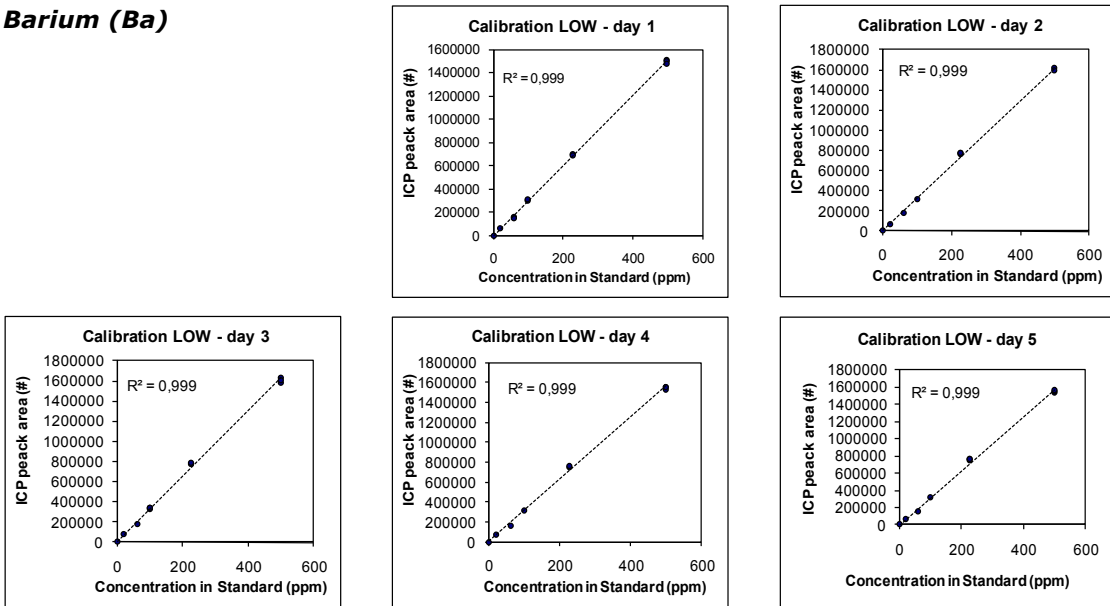 Barium (Ba)
Calibration LOW - day 1
ICP peack area (#)
1600000
1400000
1200000
1000000
800000
600000
400000
200000
0
R² = 0,999
0 200 400 600
Concentration in Standard (ppm)
Calibration LOW - day 2
ICP peack area (#)
1800000
1600000
1400000
1200000
1000000
800000
600000
400000
200000
0
R² = 0,999
0 200 400 600
Concentration in Standard (ppm)
Calibration LOW - day 3
ICP peack area (#)
1800000
1600000
1400000
1200000
1000000
800000
600000
400000
200000
0
R² = 0,999
0 200 400 600
Concentration in Standard (ppm)
Calibration LOW - day 4
ICP peack area (#)
1800000
1600000
1400000
1200000
1000000
800000
600000
400000
200000
0
R² = 0,999
0 200 400 600
Concentration in Standard (ppm)
Calibration LOW - day 5
ICP peack area (#)
1800000
1600000
1400000
1200000
1000000
800000
600000
400000
200000
0
R² = 0,999
0 200 400 600
Concentration in Standard (ppm)